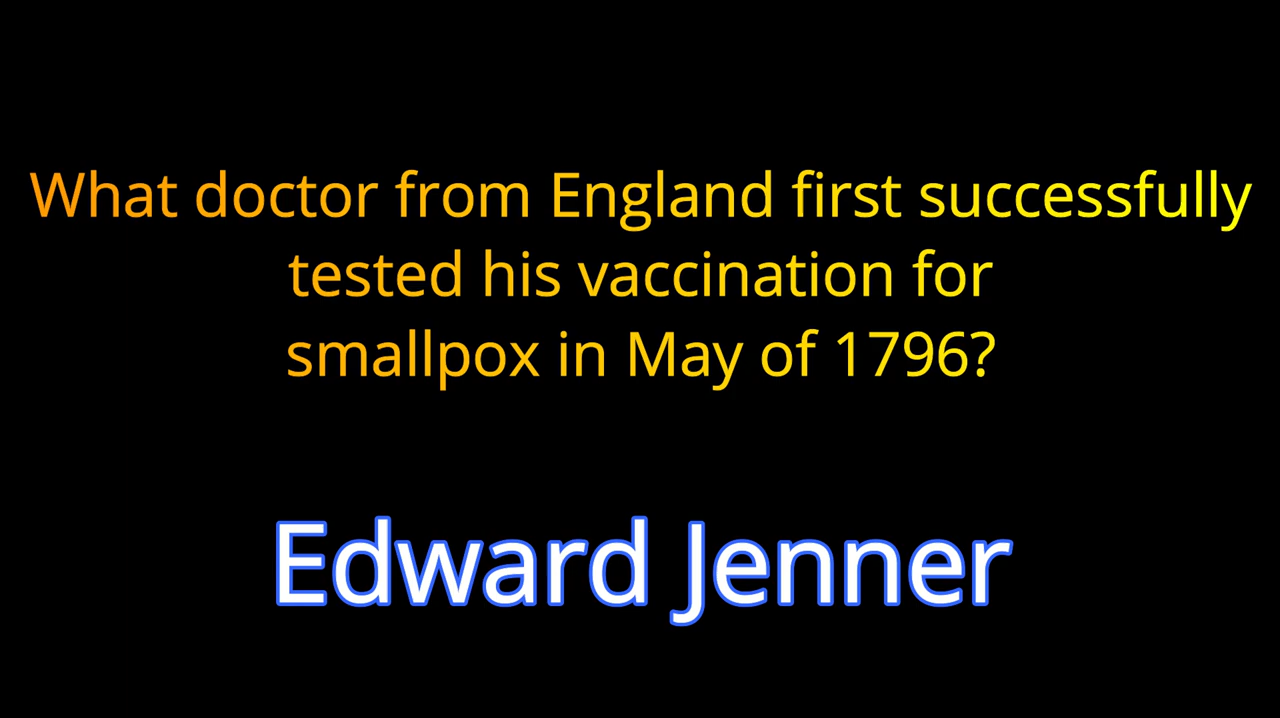 What doctor from England first successfully
tested his vaccination for
smallpox in May of 1796?
Edward Jenner